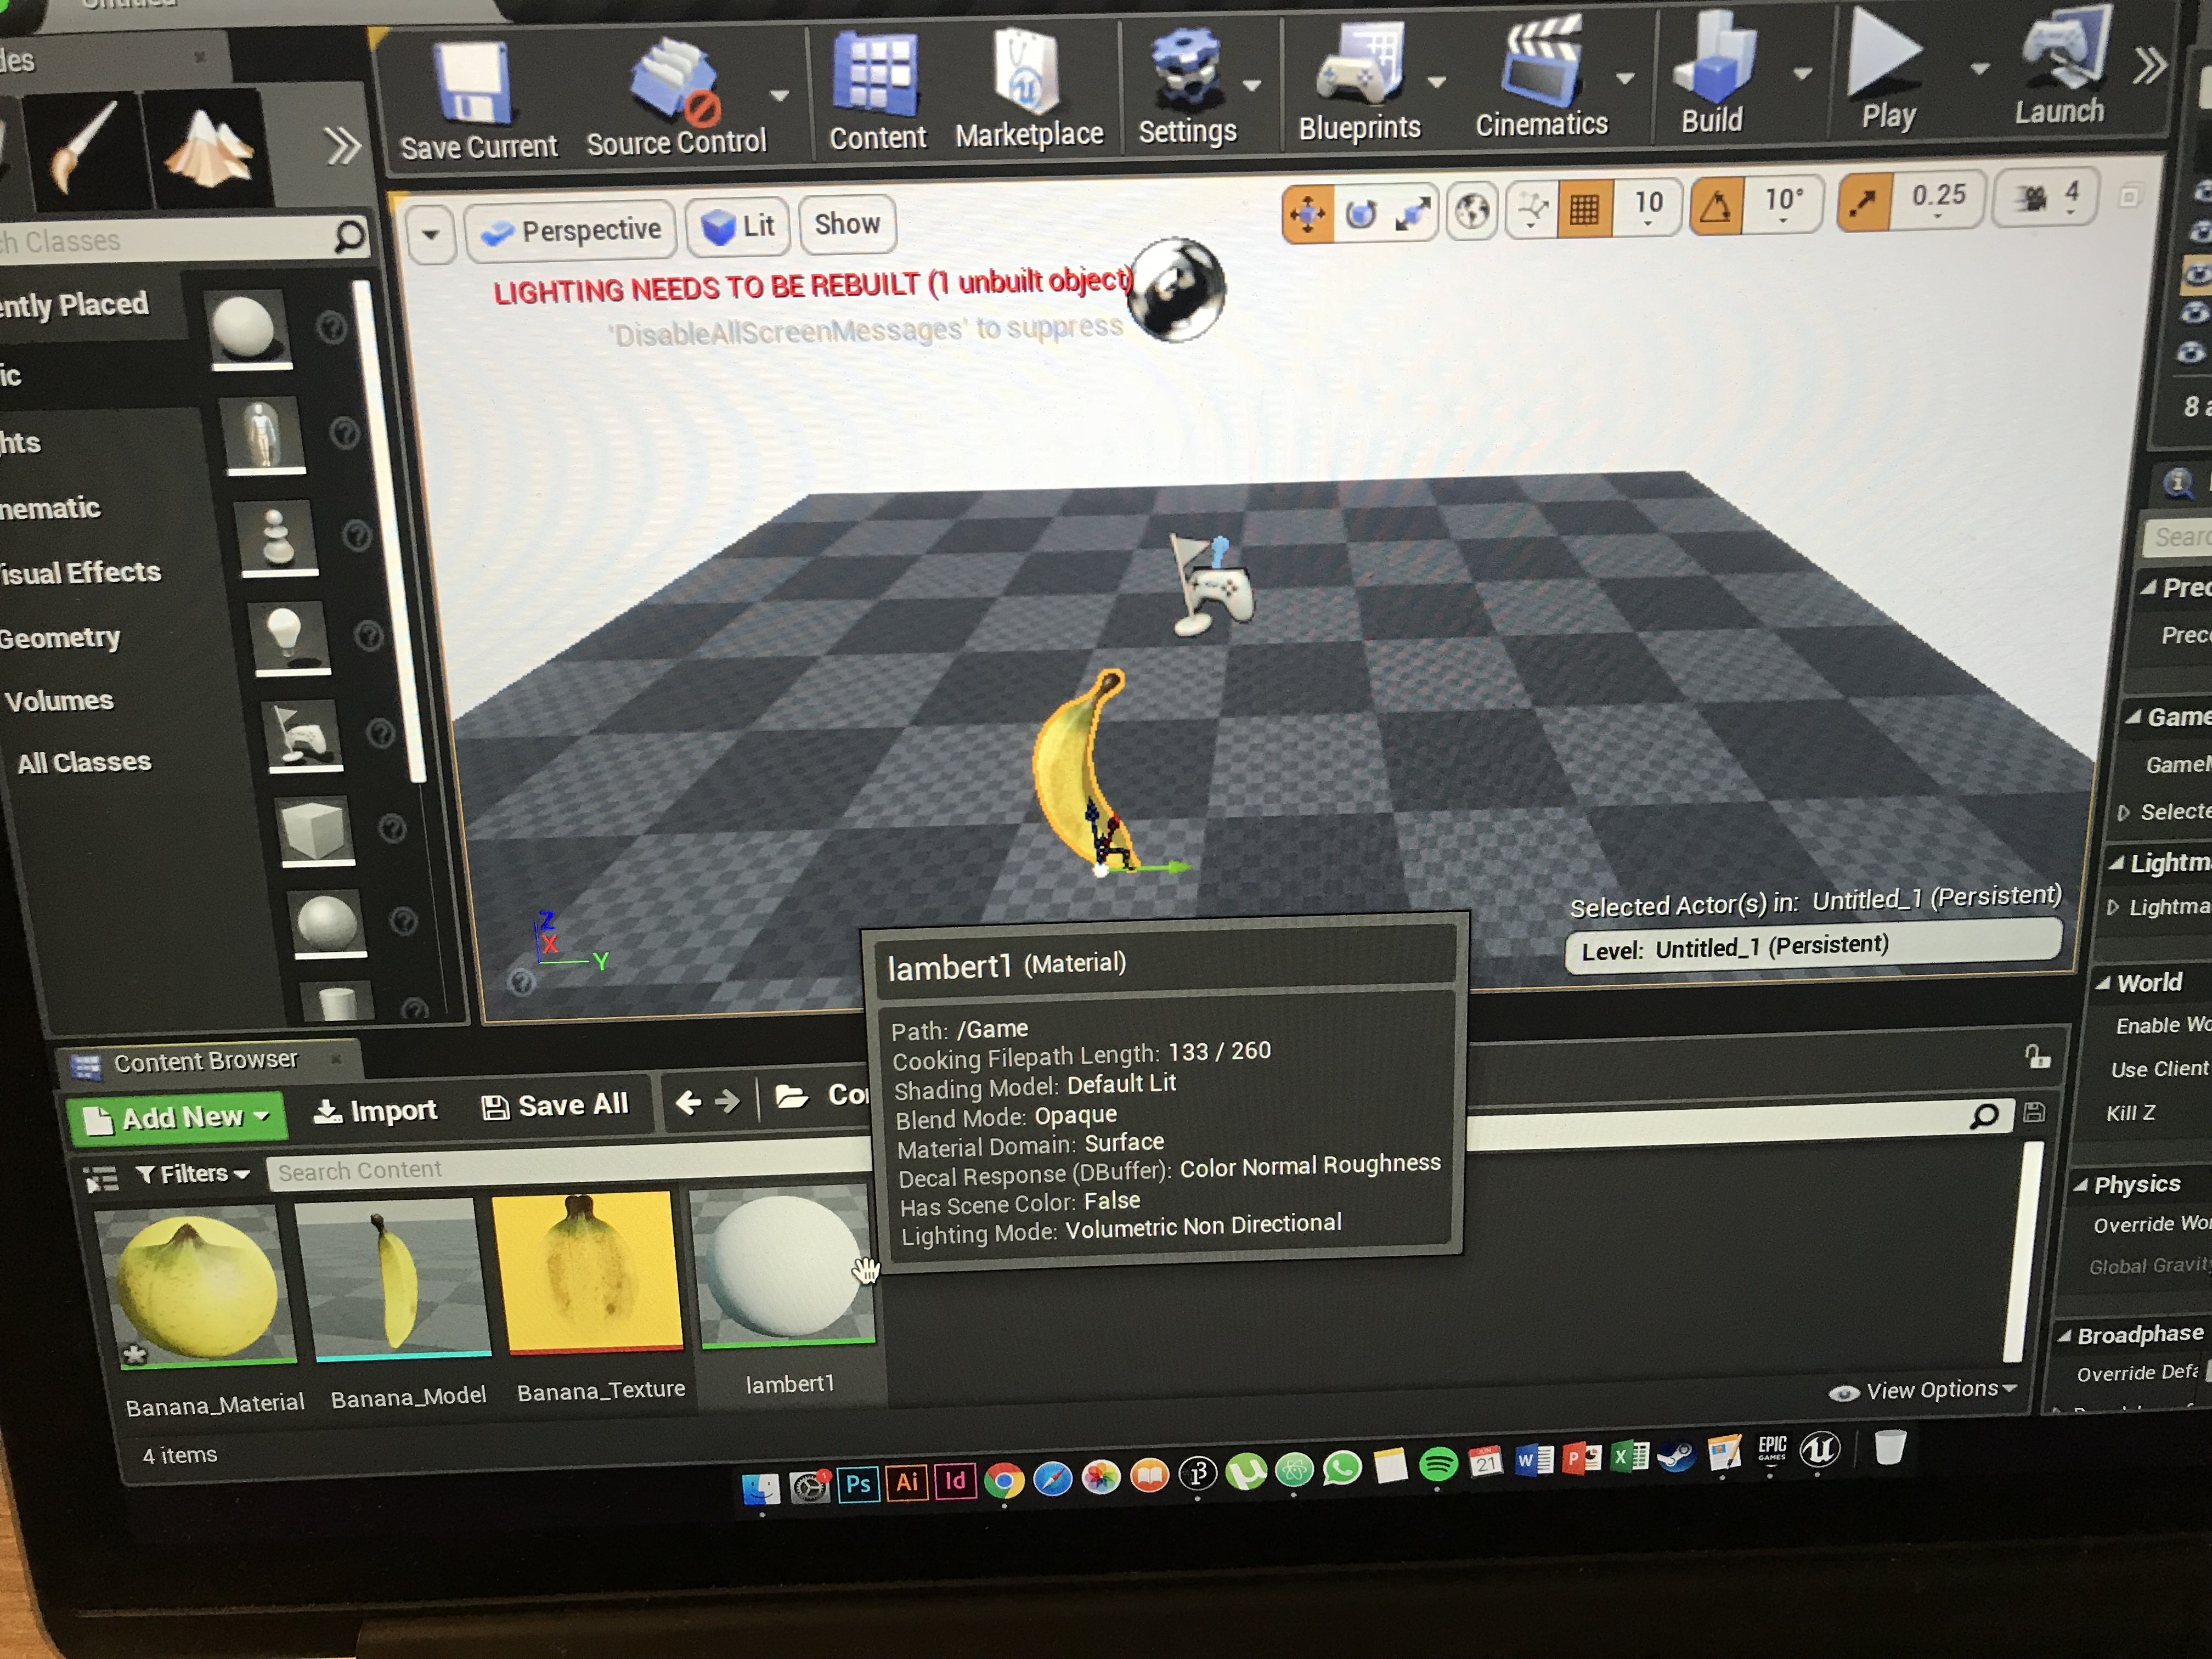 Save Current
Source Control
Content
Marketplace
Settings
Blueprints
Cinematics
Build
Play
Launch
Classes
Perspective
Lit
Show
10
10°
0.25
4
LIGHTING NEEDS TO BE REBUILT (1 unbuilt object)
'DisableAllScreenMessages' to suppress
ently Placed
ic
hts
nematic
isual Effects
Geometry
Volumes
All Classes
8 a
Sear
Prec
Prec
Game
Game
Selecte
Lightm
Lightma
World
Enable Wo
Use Client
Kill Z
Physics
Override Wo
Global Gravity
Broadphase
Override Defa
Z
X
Y
Selected Actor(s) in: Untitled_1 (Persistent)
Level: Untitled_1 (Persistent)
lambert1 (Material)
Path: /Game
Cooking Filepath Length: 133 / 260
Shading Model: Default Lit
Blend Mode: Opaque
Material Domain: Surface
Decal Response (DBuffer): Color Normal Roughness
Has Scene Color: False
Lighting Mode: Volumetric Non Directional
Content Browser
Add New
Import
Save All
Co
Filters
Search Content
Banana_Material
Banana_Model
Banana_Texture
lambert1
4 items
View Options
Ps
Ai
Id
21
W
P
X
EPIC
GAMES